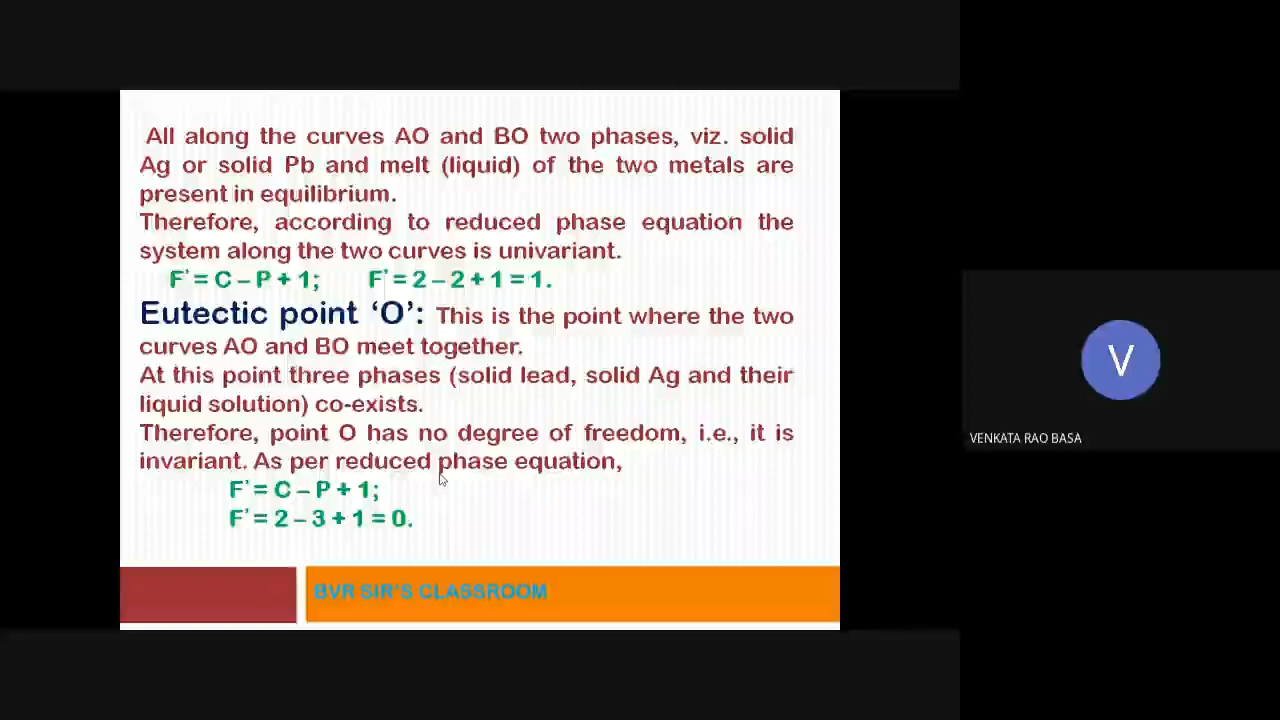 All along the curves AO and BO two phases, viz. solid
Ag or solid Pb and melt (liquid) of the two metals are
present in equilibrium.
Therefore, according to reduced phase equation the
system along the two curves is univariant.
F' = C – P + 1; F' = 2 – 2 + 1 = 1.
Eutectic point ‘O’: This is the point where the two
curves AO and BO meet together.
At this point three phases (solid lead, solid Ag and their
liquid solution) co-exists.
Therefore, point O has no degree of freedom, i.e., it is
invariant. As per reduced phase equation,
F' = C – P + 1;
F' = 2 – 3 + 1 = 0.
BVR SIR'S CLASSROOM
V
VENKATA RAO BASA